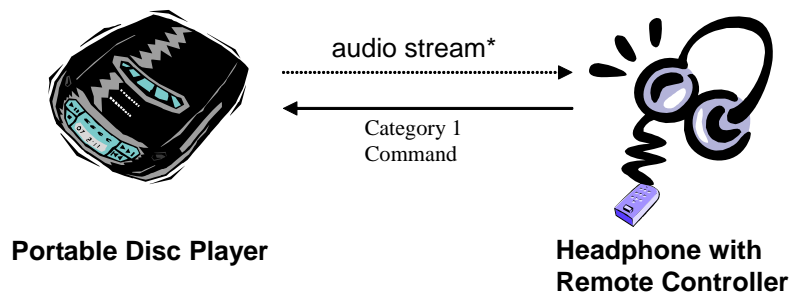 audio stream*
Category 1
Command
Portable Disc Player
Headphone with
Remote Controller